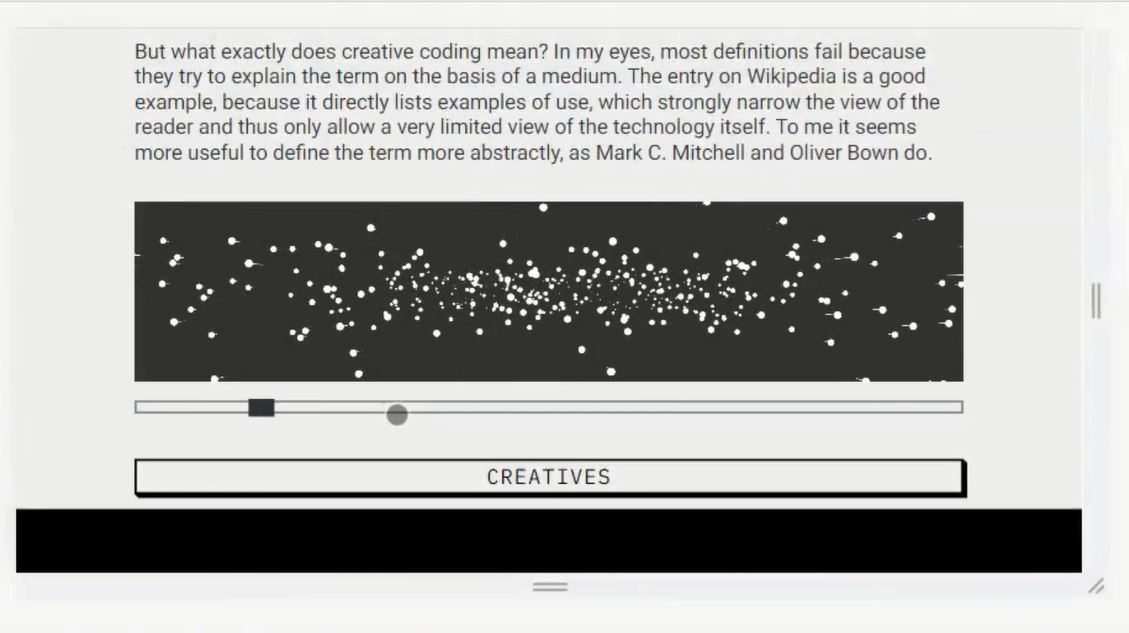 But what exactly does creative coding mean? In my eyes, most definitions fail because
they try to explain the term on the basis of a medium. The entry on Wikipedia is a good
example, because it directly lists examples of use, which strongly narrow the view of the
reader and thus only allow a very limited view of the technology itself. To me it seems
more useful to define the term more abstractly, as Mark C. Mitchell and Oliver Bown do.
CREATIVES